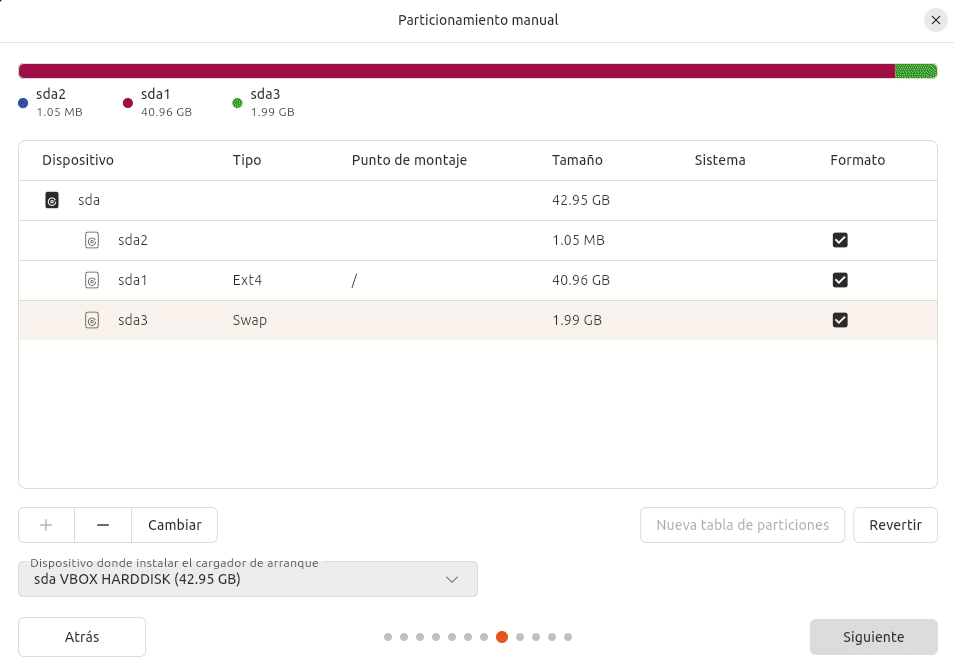 Particionamiento manual
sda2 sda1 sda3
1.05 MB 40.96 GB 1.99 GB
Dispositivo Tipo Punto de montaje Tamaño Sistema Formato
sda 42.95 GB
sda2 1.05 MB
sda1 Ext4 / 40.96 GB
sda3 Swap 1.99 GB
+ − Cambiar Nueva tabla de particiones Revertir
Dispositivo donde instalar el cargador de arranque
sda VBOX HARDDISK (42.95 GB)
Atrás Siguiente